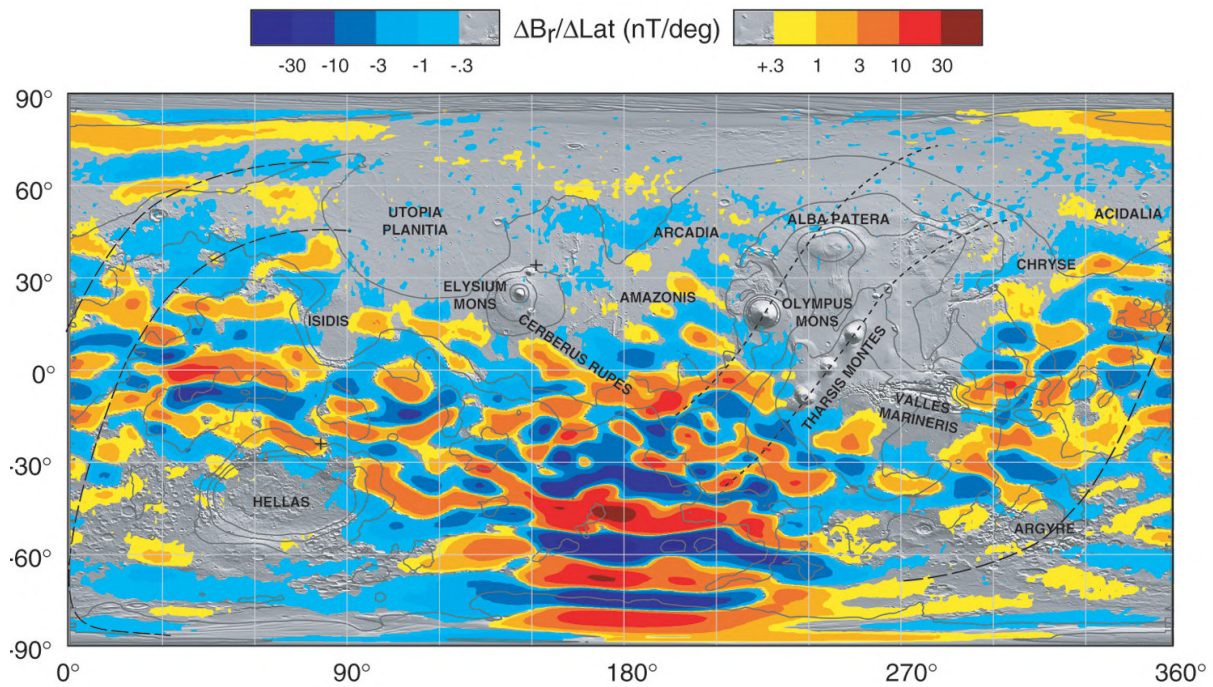 ΔBr/ΔLat (nT/deg)
-30 -10 -3 -1 -.3
+.3 1 3 10 30
90°
60°
30°
0°
-30°
-60°
-90°
UTOPIA
PLANITIA
ARCADIA
ALBA PATERA
ACIDALIA
CHRYSE
ELYSIUM
MONS
AMAZONIS
OLYMPUS
MONS
ISIDIS
CERBERUS RUPES
THARSIS MONTES
VALLES
MARINERIS
HELLAS
ARGYRE
0° 90° 180° 270° 360°